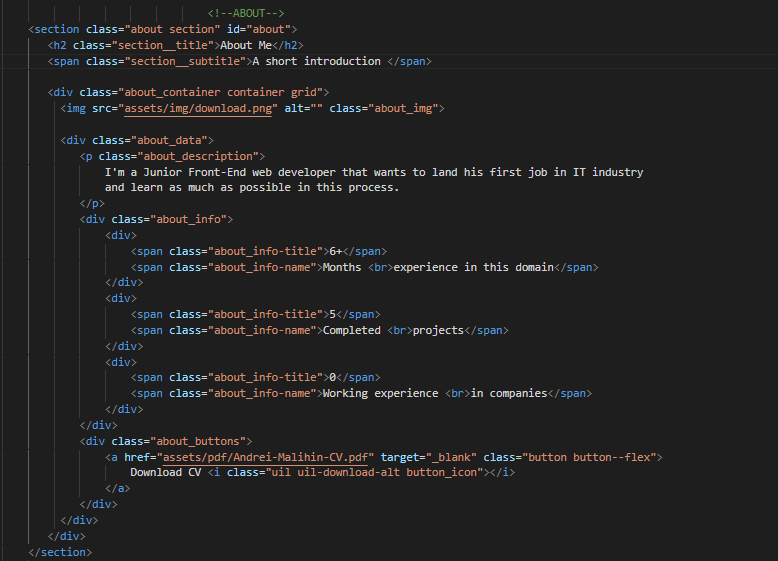 <!--ABOUT-->
<section class="about section" id="about">
<h2 class="section__title">About Me</h2>
<span class="section__subtitle">A short introduction </span>
<div class="about_container container grid">
<img src="assets/img/download.png" alt="" class="about_img">
<div class="about_data">
<p class="about_description">
I'm a Junior Front-End web developer that wants to land his first job in IT industry
and learn as much as possible in this process.
</p>
<div class="about_info">
<div>
<span class="about_info-title">6+</span>
<span class="about_info-name">Months <br>experience in this domain</span>
</div>
<div>
<span class="about_info-title">5</span>
<span class="about_info-name">Completed <br>projects</span>
</div>
<div>
<span class="about_info-title">0</span>
<span class="about_info-name">Working experience <br>in companies</span>
</div>
</div>
<div class="about_buttons">
<a href="assets/pdf/Andrei-Malihin-CV.pdf" target="_blank" class="button button--flex">
Download CV <i class="uil uil-download-alt button_icon"></i>
</a>
</div>
</div>
</div>
</section>